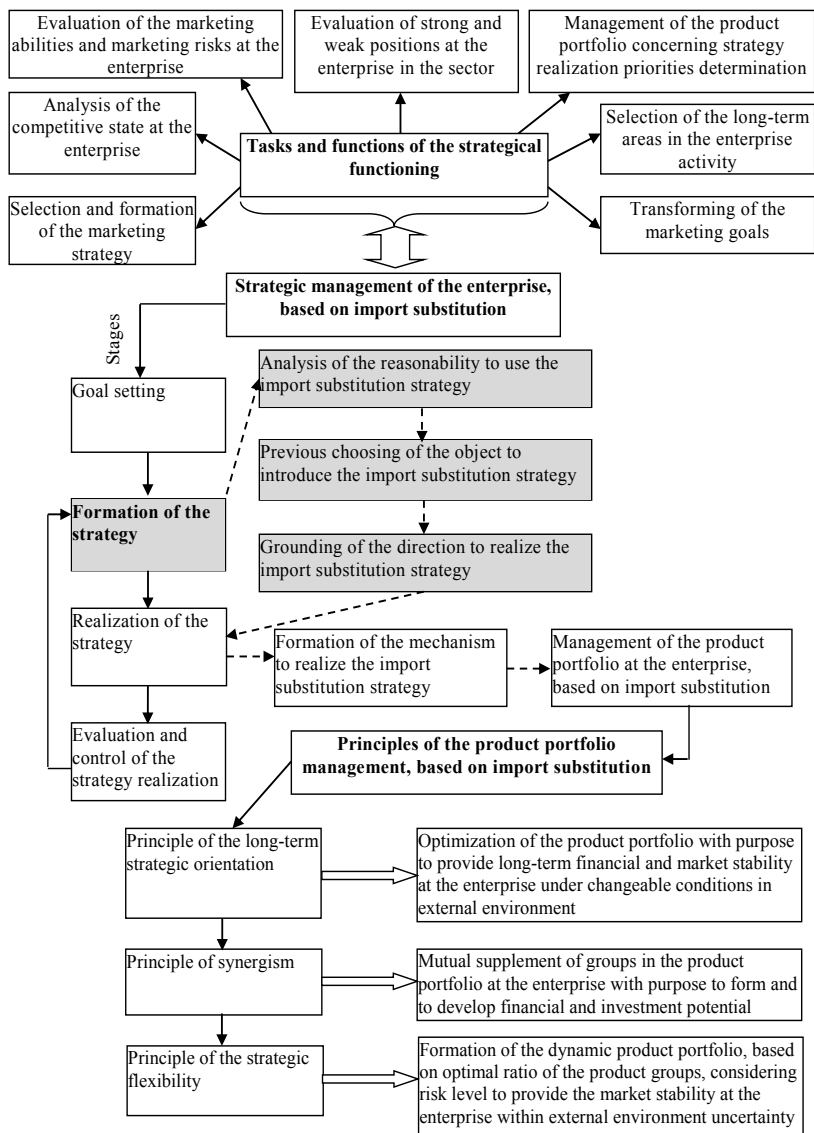 Evaluation of the marketing
abilities and marketing risks at the
enterprise
Evaluation of strong and
weak positions at the
enterprise in the sector
Management of the product
portfolio concerning strategy
realization priorities determination
Analysis of the
competitive state at the
enterprise
Tasks and functions of the strategical
functioning
Selection of the long-term
areas in the enterprise
activity
Selection and formation
of the marketing
strategy
Transforming of the
marketing goals
Strategic management of the enterprise,
based on import substitution
Stages
Goal setting
Analysis of the reasonability to use the
import substitution strategy
Previous choosing of the object to
introduce the import substitution strategy
Formation of the
strategy
Grounding of the direction to realize the
import substitution strategy
Realization of the
strategy
Formation of the mechanism
to realize the import
substitution strategy
Management of the product
portfolio at the enterprise,
based on import substitution
Evaluation and
control of the
strategy realization
Principles of the product portfolio
management, based on import substitution
Principle of the long-term
strategic orientation
Optimization of the product portfolio with purpose
to provide long-term financial and market stability
at the enterprise under changeable conditions in
external environment
Principle of synergism
Mutual supplement of groups in the product
portfolio at the enterprise with purpose to form and
to develop financial and investment potential
Principle of the strategic
flexibility
Formation of the dynamic product portfolio, based
on optimal ratio of the product groups, considering
risk level to provide the market stability at the
enterprise within external environment uncertainty